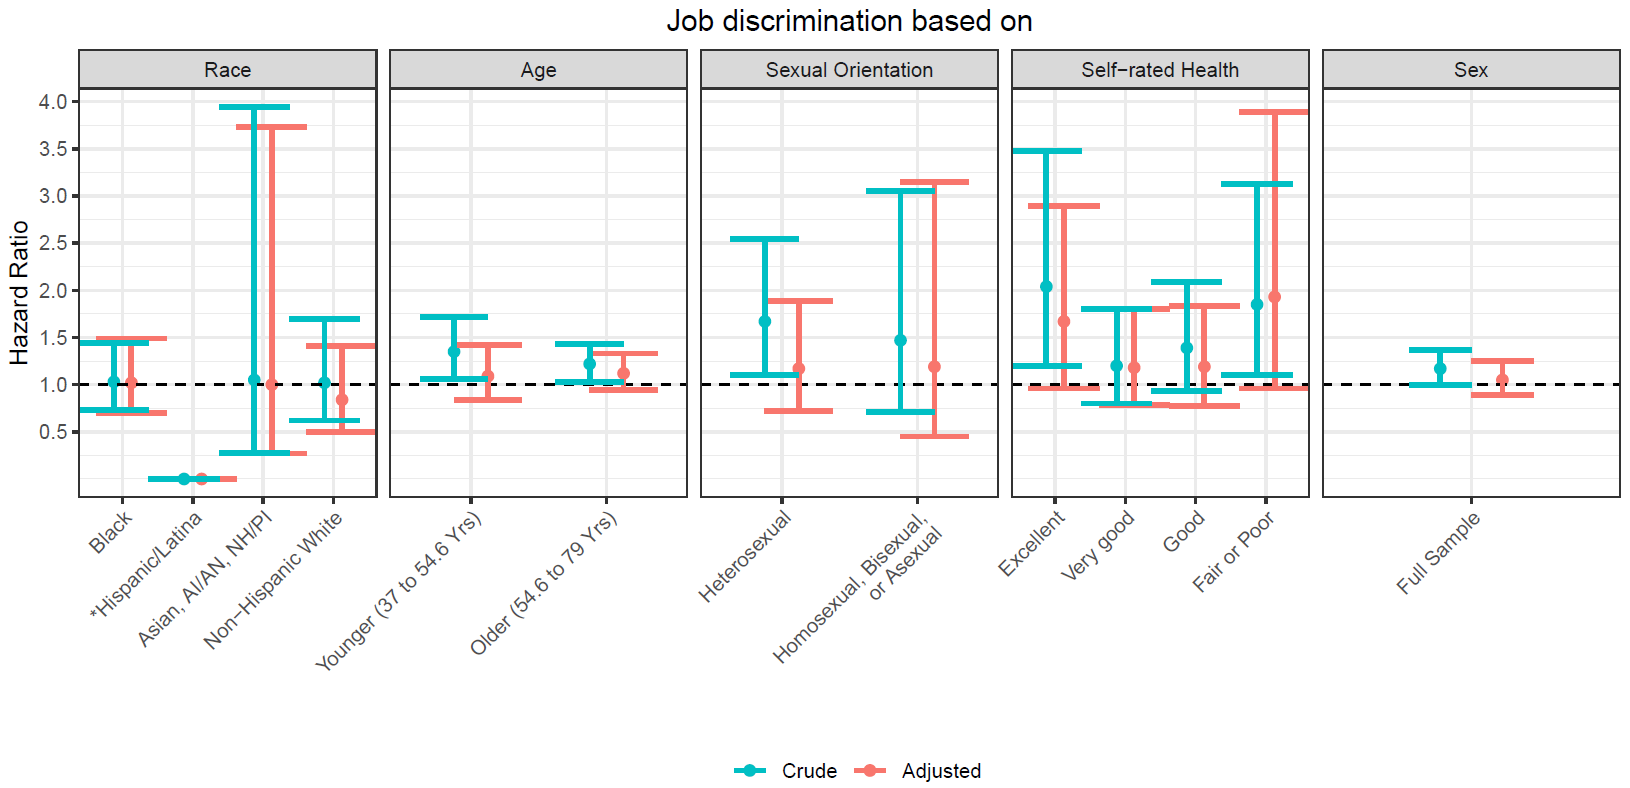 Job discrimination based on
Race
Age
Sexual Orientation
Self−rated Health
Sex
Hazard Ratio
4.0
3.5
3.0
2.5
2.0
1.5
1.0
0.5
Black
*Hispanic/Latina
Asian, AI/AN, NH/PI
Non−Hispanic White
Younger (37 to 54.6 Yrs)
Older (54.6 to 79 Yrs)
Heterosexual
Homosexual, Bisexual,
or Asexual
Excellent
Very good
Good
Fair or Poor
Full Sample
Crude
Adjusted